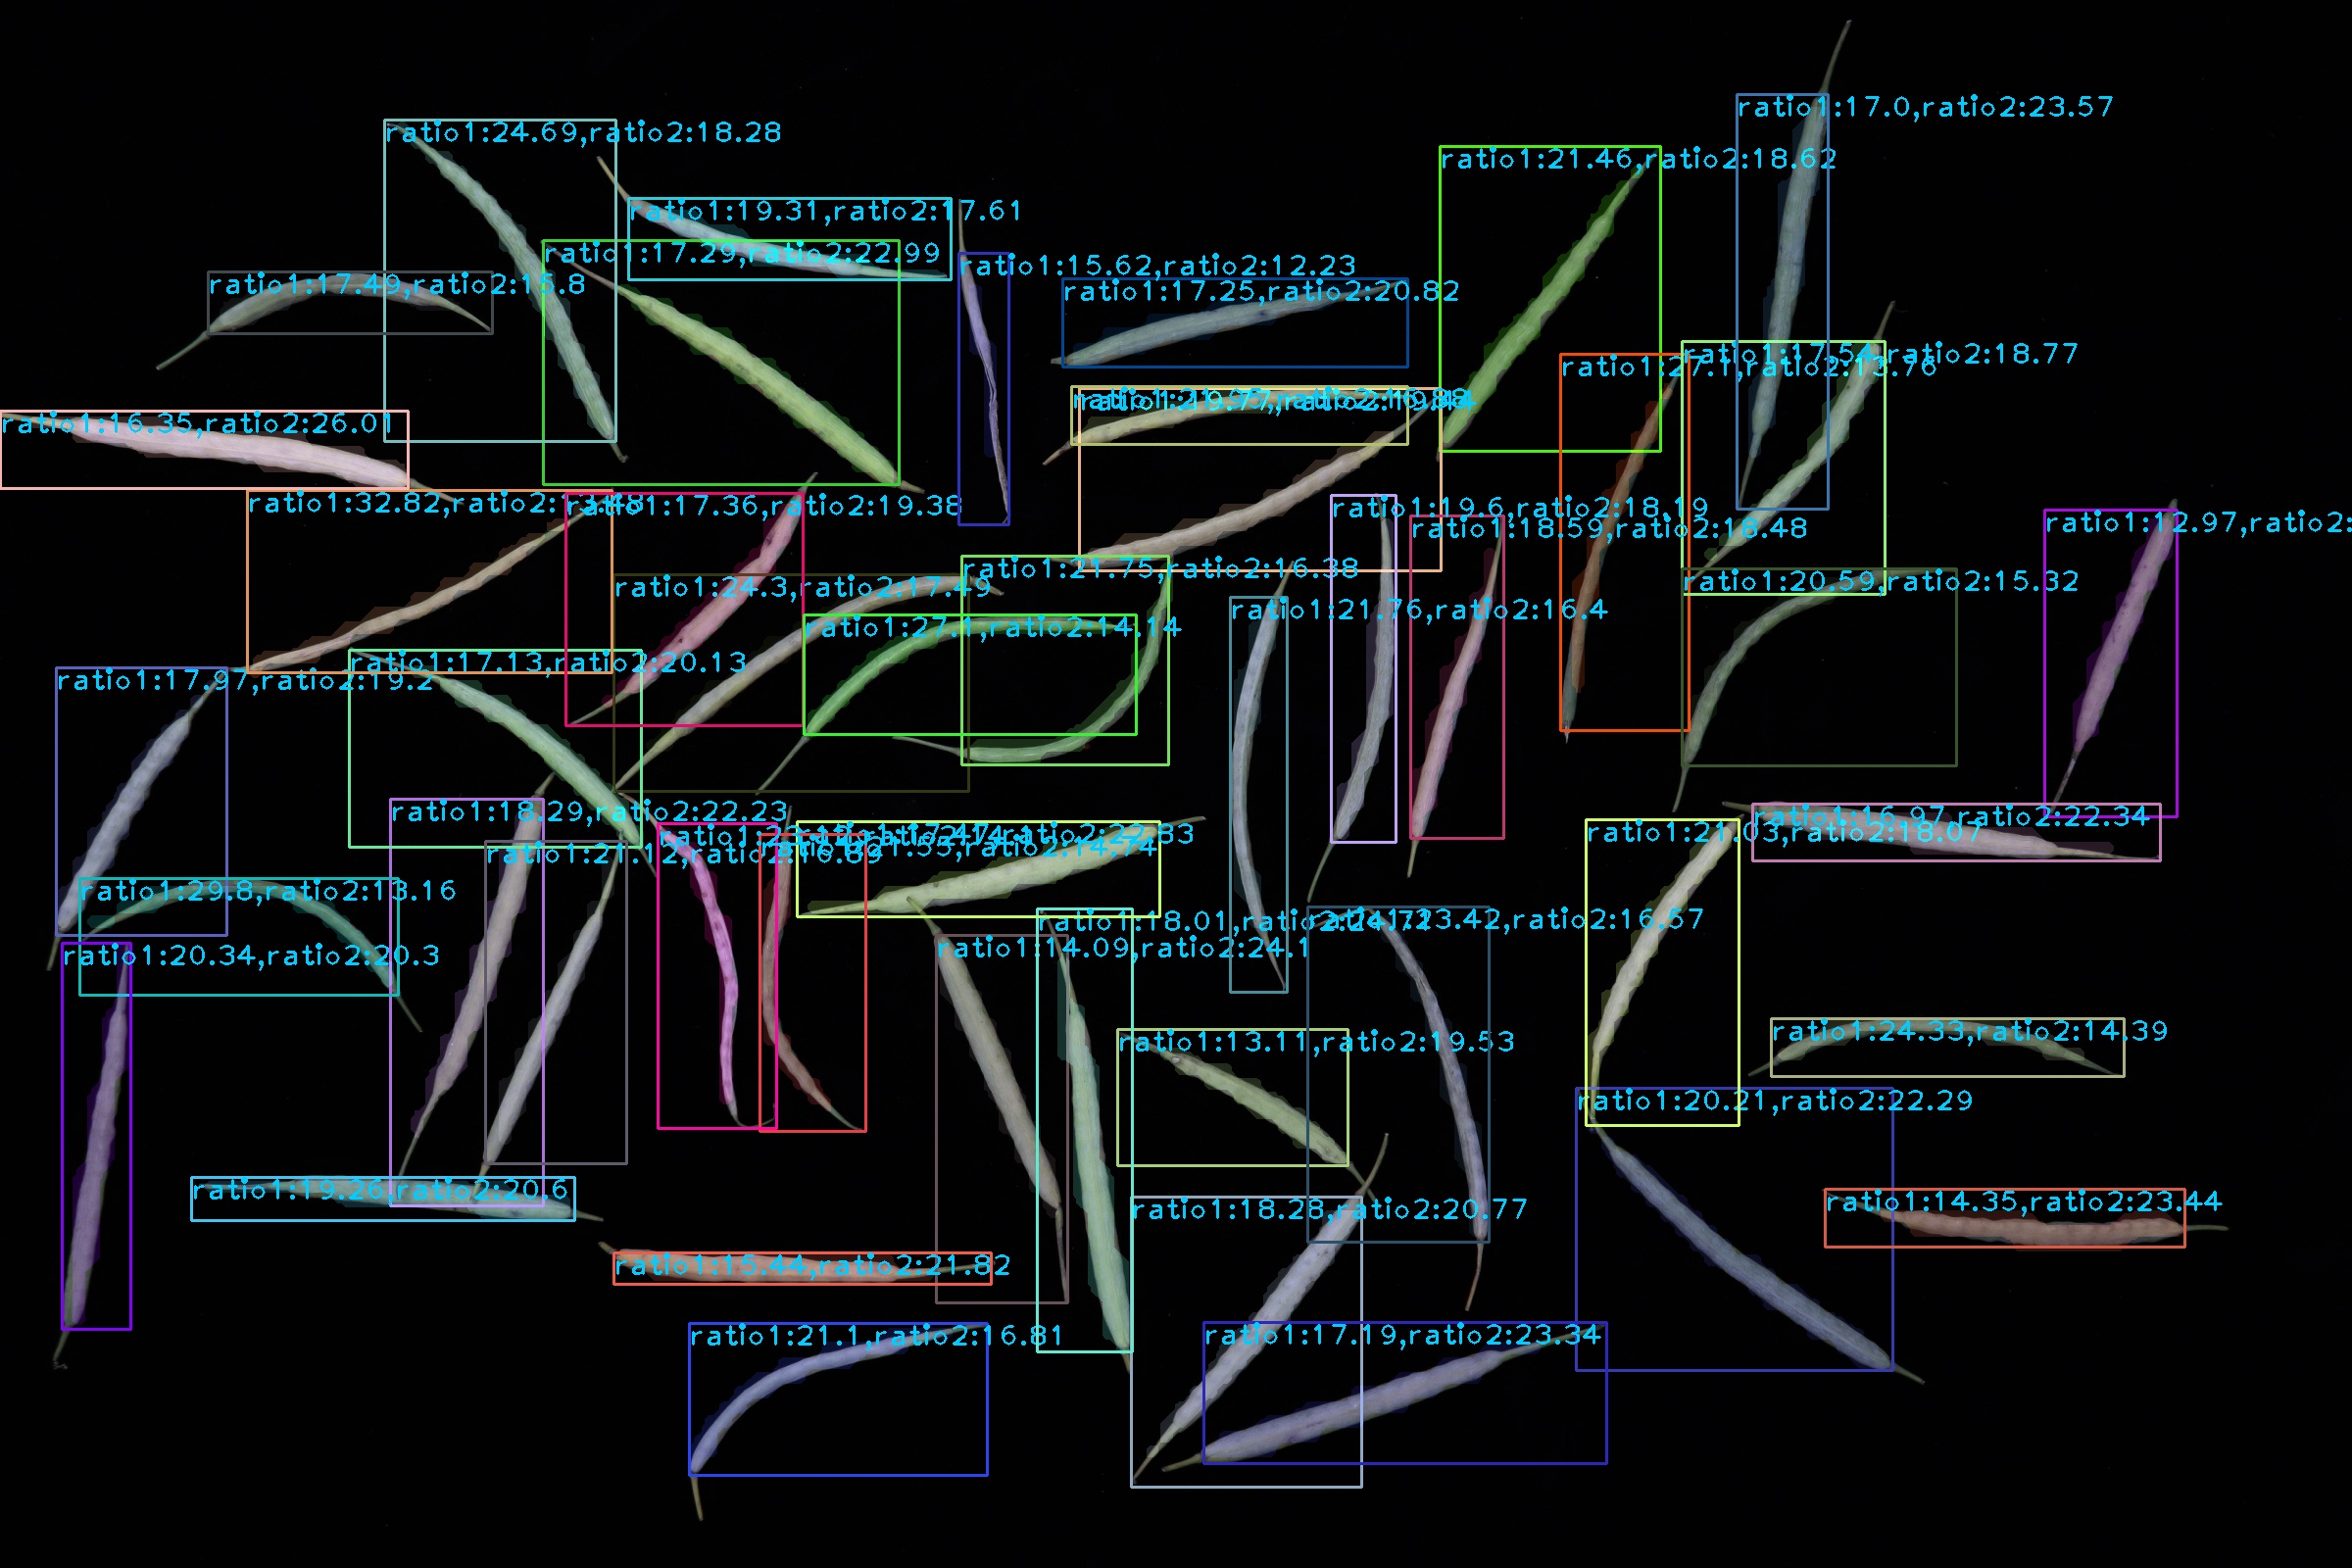 ratio1:17.0,ratio2:23.57
ratio1:24.69,ratio2:18.28
ratio1:21.46,ratio2:18.62
ratio1:19.31,ratio2:17.61
ratio1:17.29,ratio2:22.99
ratio1:15.62,ratio2:12.23
ratio1:17.49,ratio2:15.8
ratio1:17.25,ratio2:20.82
ratio1:17.54,ratio2:18.77
ratio1:27.1,ratio2:13.76
ratio1:16.35,ratio2:26.01
ratio1:32.82,ratio2:13.48
ratio1:17.36,ratio2:19.38
ratio1:19.6,ratio2:18.19
ratio1:18.59,ratio2:18.48
ratio1:12.97,ratio2:
ratio1:21.75,ratio2:16.38
ratio1:24.3,ratio2:17.49
ratio1:20.59,ratio2:15.32
ratio1:21.76,ratio2:16.4
ratio1:27.1,ratio2:14.14
ratio1:17.13,ratio2:20.13
ratio1:17.97,ratio2:19.2
ratio1:18.29,ratio2:22.23
ratio1:16.97,ratio2:22.34
ratio1:21.03,ratio2:18.07
ratio1:17.47,ratio2:22.83
ratio1:21.12,ratio2:16.89
ratio1:29.8,ratio2:13.16
ratio1:18.01,ratio2:24.72
ratio1:23.42,ratio2:16.57
ratio1:14.09,ratio2:24.1
ratio1:20.34,ratio2:20.3
ratio1:24.33,ratio2:14.39
ratio1:13.11,ratio2:19.53
ratio1:20.21,ratio2:22.29
ratio1:19.26,ratio2:20.6
ratio1:14.35,ratio2:23.44
ratio1:18.28,ratio2:20.77
ratio1:15.44,ratio2:21.82
ratio1:21.1,ratio2:16.81
ratio1:17.19,ratio2:23.34